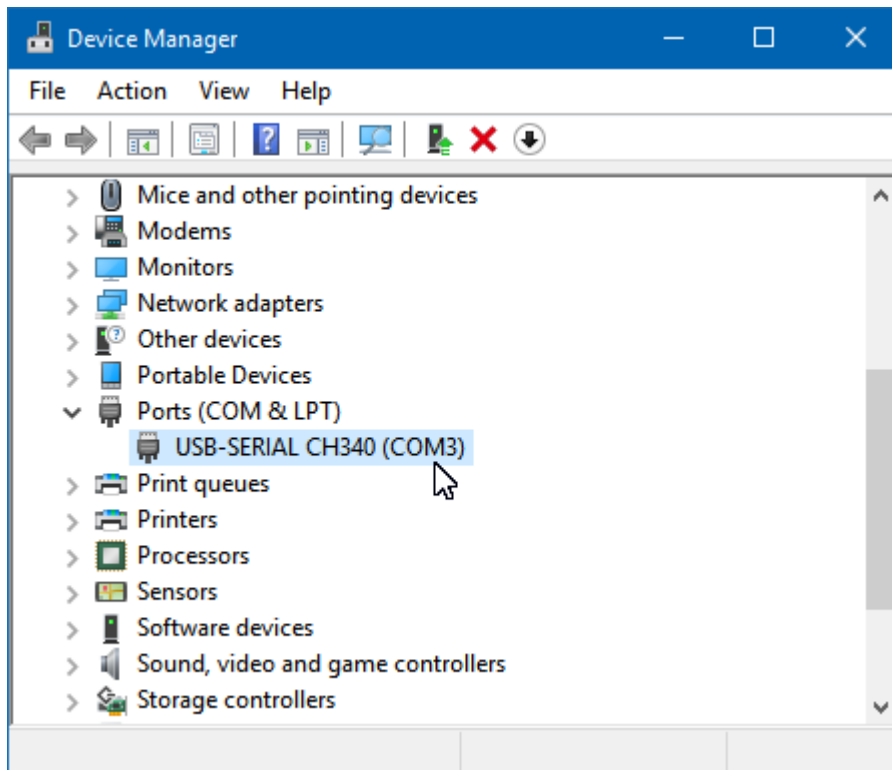 Device Manager
File Action View Help
Mice and other pointing devices
Modems
Monitors
Network adapters
Other devices
Portable Devices
Ports (COM & LPT)
USB-SERIAL CH340 (COM3)
Print queues
Printers
Processors
Sensors
Software devices
Sound, video and game controllers
Storage controllers